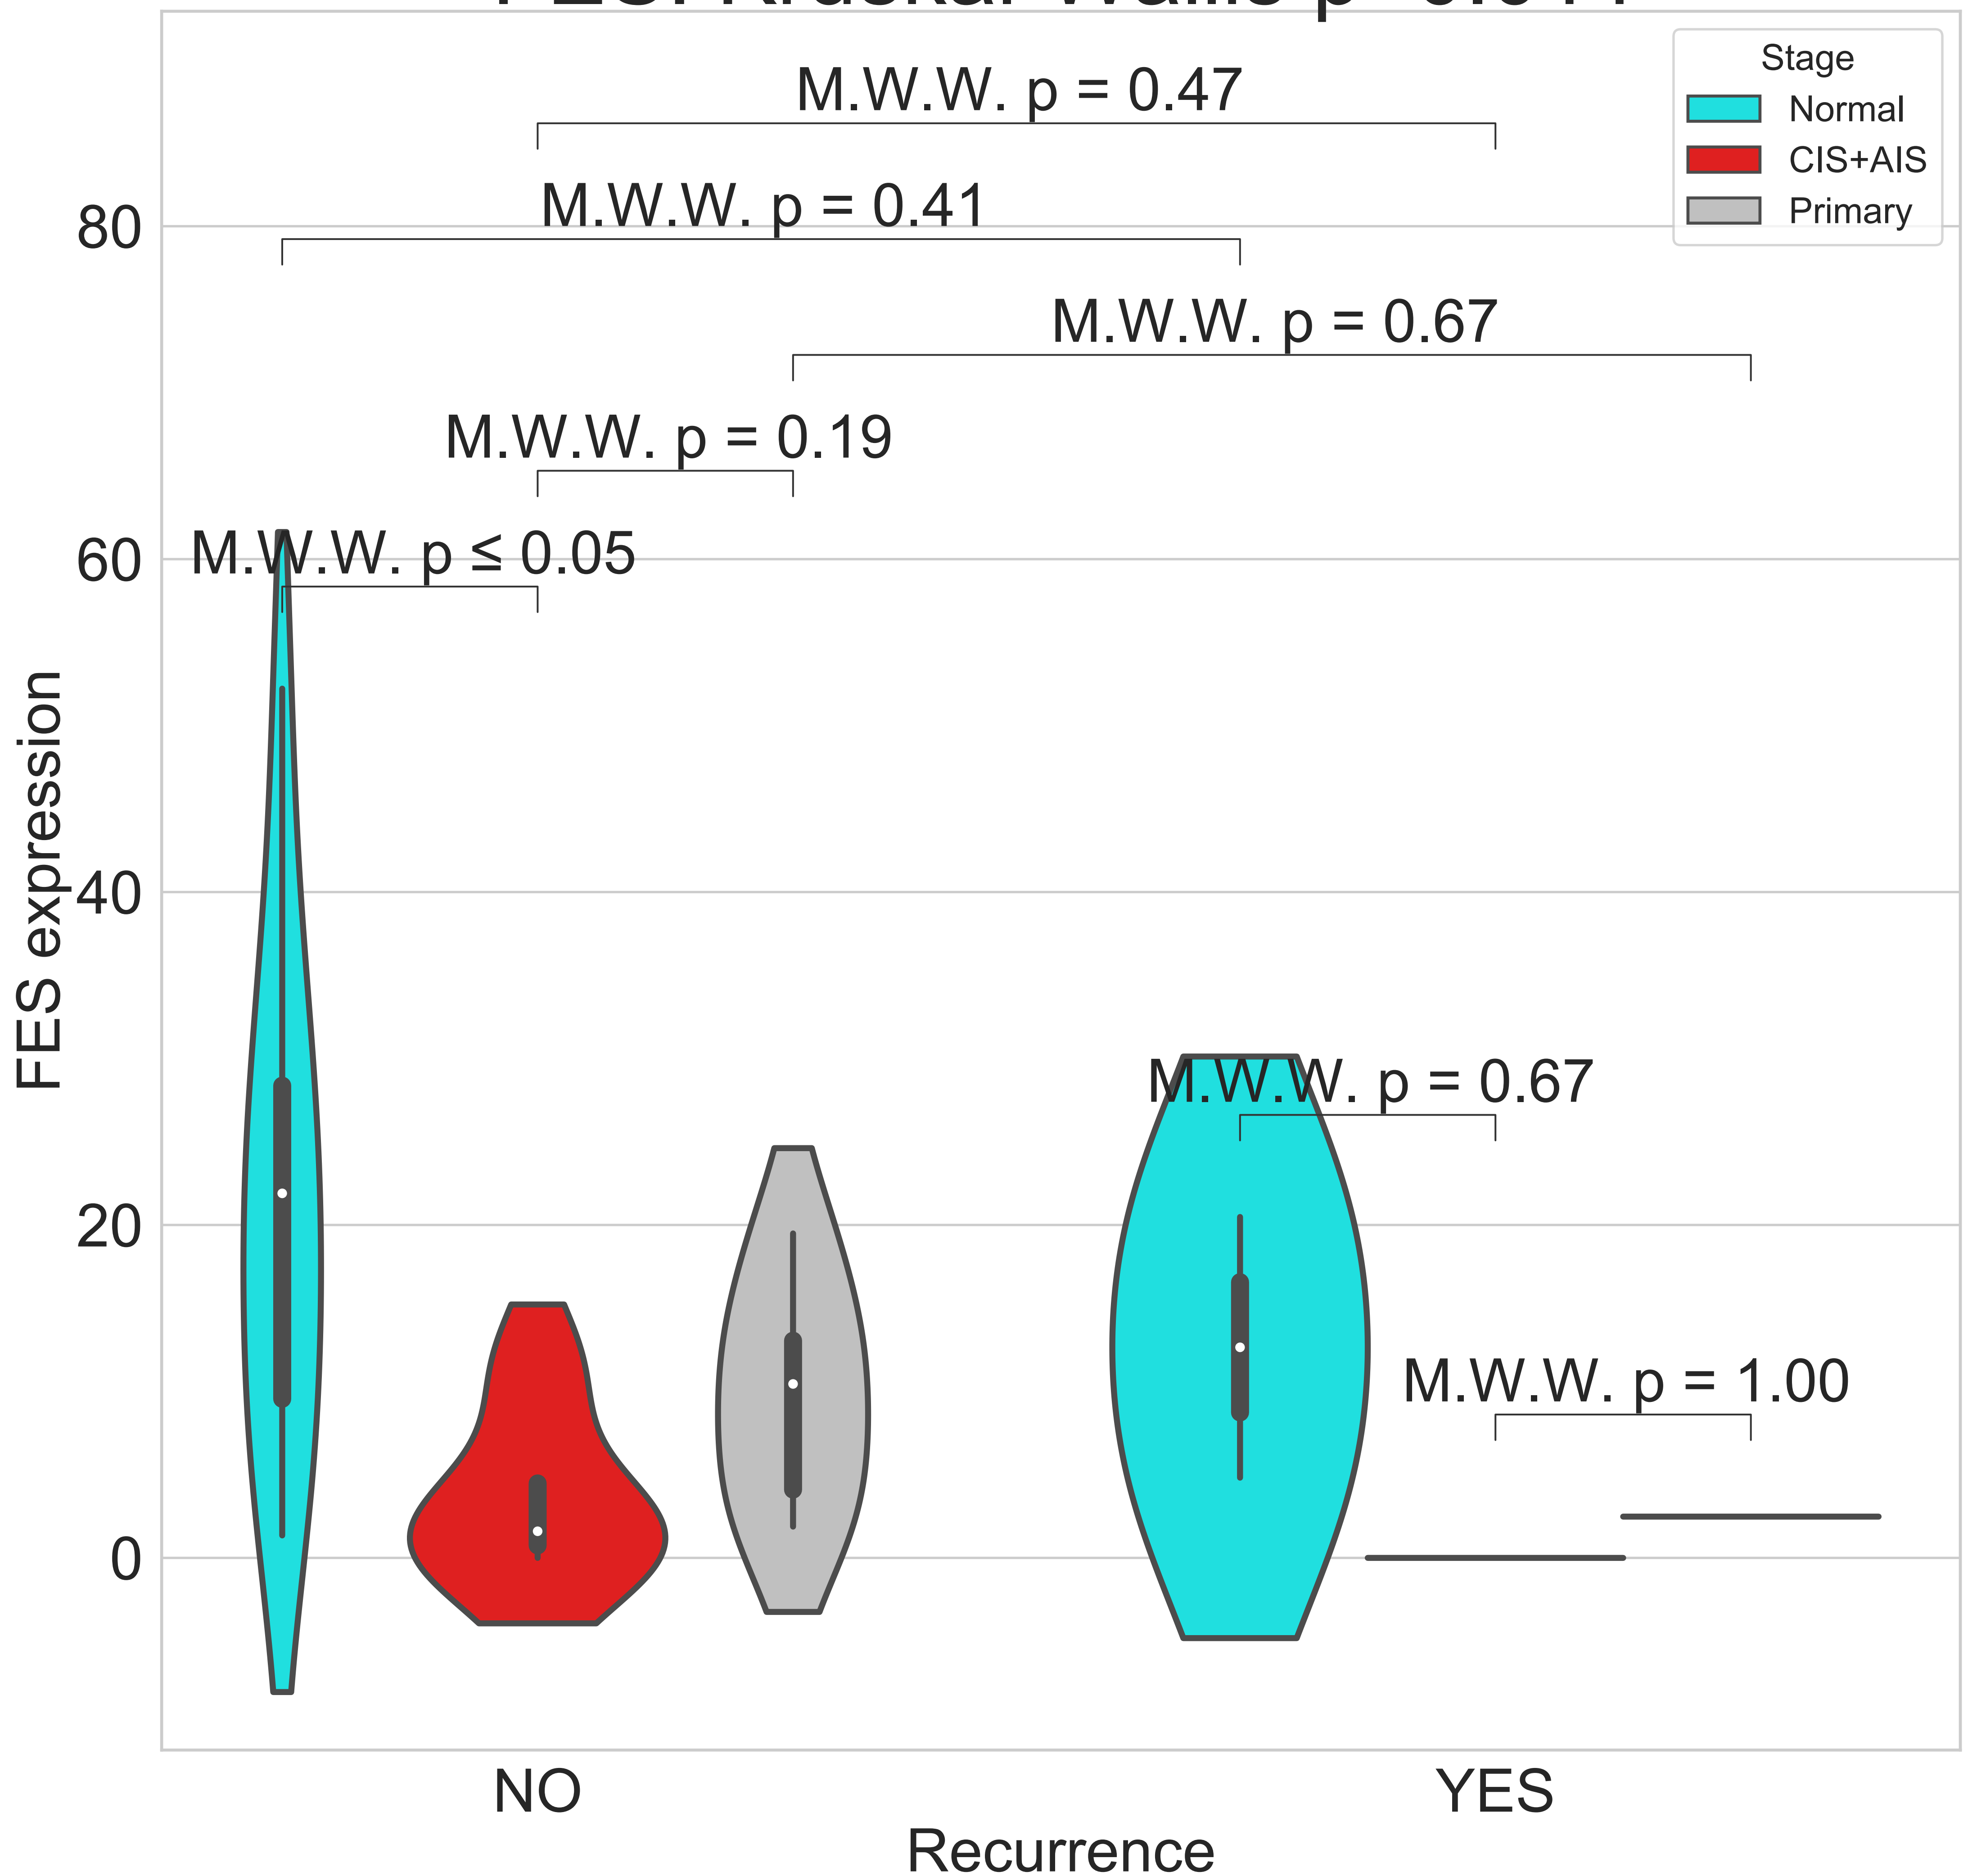 Stage
Normal
CIS+AIS
Primary
M.W.W. p = 0.47
M.W.W. p = 0.41
M.W.W. p = 0.67
M.W.W. p = 0.19
M.W.W. p ≤ 0.05
M.W.W. p = 0.67
M.W.W. p = 1.00
FES expression
80
60
40
20
0
NO
YES
Recurrence